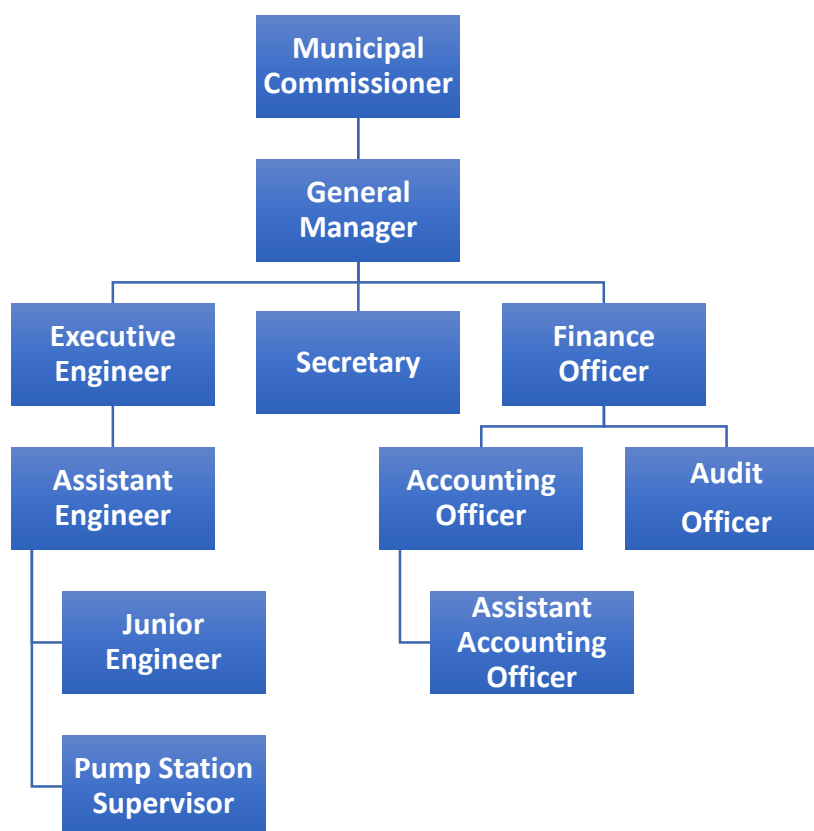 Municipal
Commissioner
General
Manager
Executive
Engineer
Secretary
Finance
Officer
Assistant
Engineer
Accounting
Officer
Audit
Officer
Junior
Engineer
Assistant
Accounting
Officer
Pump Station
Supervisor